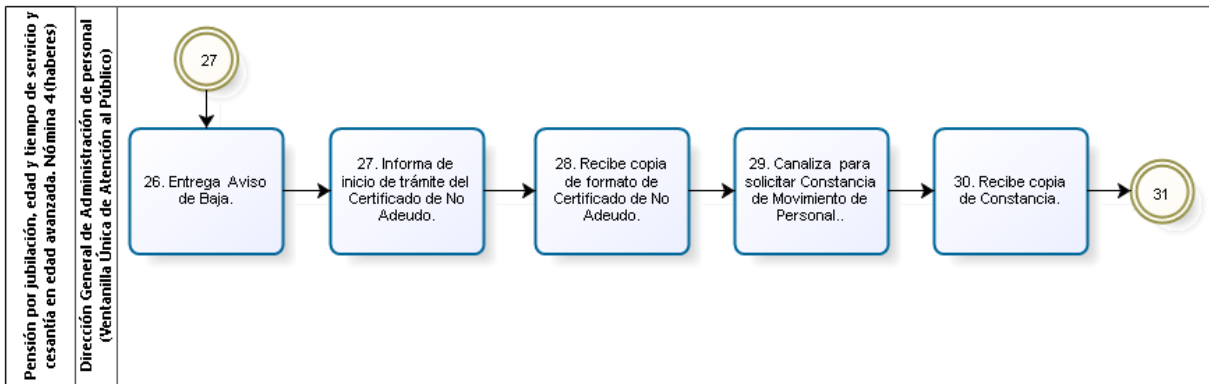 Pensión por jubilación, edad y tiempo de servicio y
cesantía en edad avanzada. Nómina 4 (haberes)
Dirección General de Administración de personal
(Ventanilla Única de Atención al Público)
27
26. Entrega Aviso
de Baja.
27. Informa de
inicio de trámite del
Certificado de No
Adeudo.
28. Recibe copia
de formato de
Certificado de No
Adeudo.
29. Canaliza para
solicitar Constancia
de Movimiento de
Personal..
30. Recibe copia
de Constancia.
31